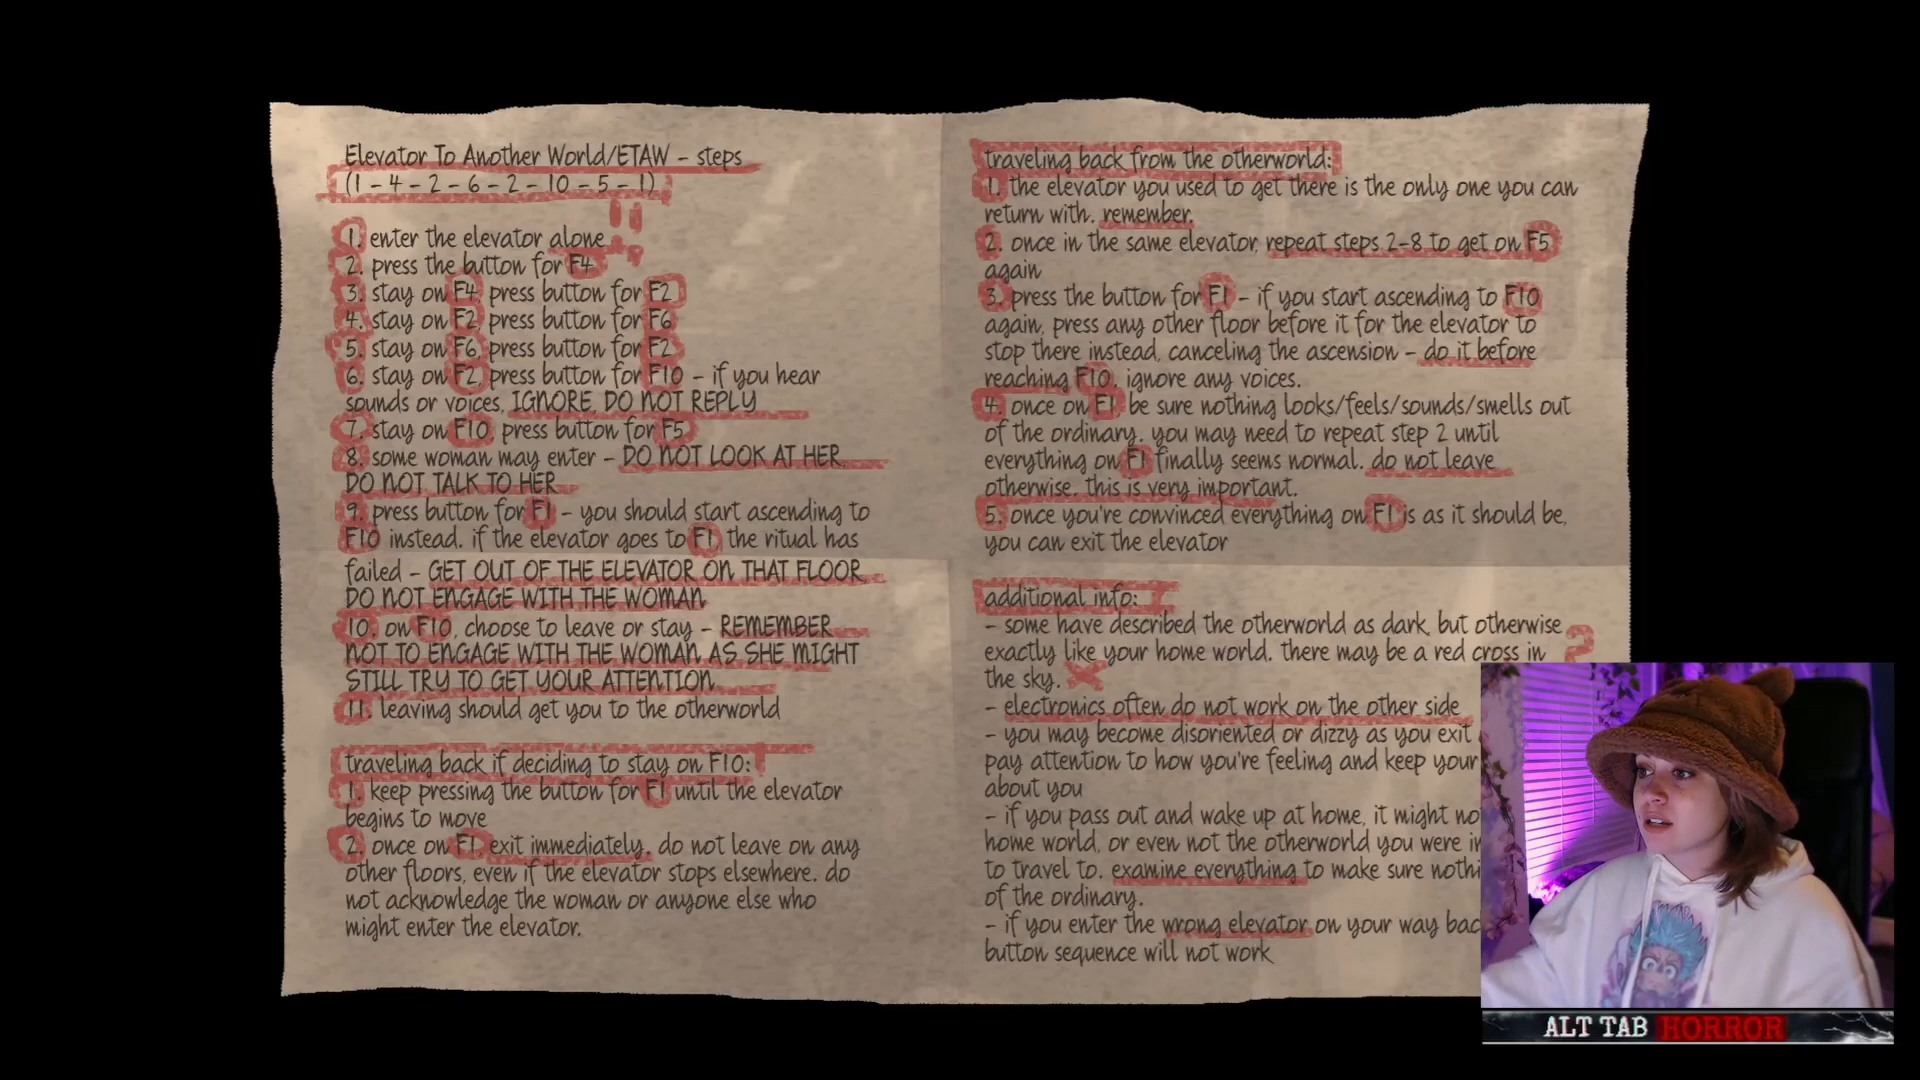 Elevator To Another World/ETAW - steps
(1 - 4 - 2 - 6 - 2 - 10 - 5 - 1)
!!
1. enter the elevator alone
2. press the button for F4
3. stay on F4, press button for F2
4. stay on F2, press button for F6
5. stay on F6, press button for F2
6. stay on F2, press button for F10 - if you hear
sounds or voices, IGNORE, DO NOT REPLY
7. stay on F10, press button for F5
8. some woman may enter - DO NOT LOOK AT HER,
DO NOT TALK TO HER
9. press button for F1 - you should start ascending to
F10 instead. if the elevator goes to F1, the ritual has
failed - GET OUT OF THE ELEVATOR ON THAT FLOOR,
DO NOT ENGAGE WITH THE WOMAN
10. on F10, choose to leave or stay - REMEMBER
NOT TO ENGAGE WITH THE WOMAN AS SHE MIGHT
STILL TRY TO GET YOUR ATTENTION
11. leaving should get you to the otherworld
traveling back if deciding to stay on F10:
1. keep pressing the button for F1 until the elevator
begins to move
2. once on F1, exit immediately. do not leave on any
other floors, even if the elevator stops elsewhere. do
not acknowledge the woman or anyone else who
might enter the elevator.
traveling back from the otherworld:
1. the elevator you used to get there is the only one you can
return with. remember.
2. once in the same elevator, repeat steps 2-8 to get on F5
again
3. press the button for F1 - if you start ascending to F10
again, press any other floor before it for the elevator to
stop there instead, canceling the ascension - do it before
reaching F10. ignore any voices.
4. once on F1 be sure nothing looks/feels/sounds/smells out
of the ordinary. you may need to repeat step 2 until
everything on F1 finally seems normal. do not leave
otherwise. this is very important.
5. once you're convinced everything on F1 is as it should be,
you can exit the elevator
additional info:
- some have described the otherworld as dark, but otherwise
exactly like your home world. there may be a red cross in ?
the sky.
- electronics often do not work on the other side
- you may become disoriented or dizzy as you exit
pay attention to how you're feeling and keep your
about you
- if you pass out and wake up at home, it might no
home world, or even not the otherworld you were i
to travel to. examine everything to make sure nothi
of the ordinary.
- if you enter the wrong elevator on your way bac
button sequence will not work
ALT TAB HORROR